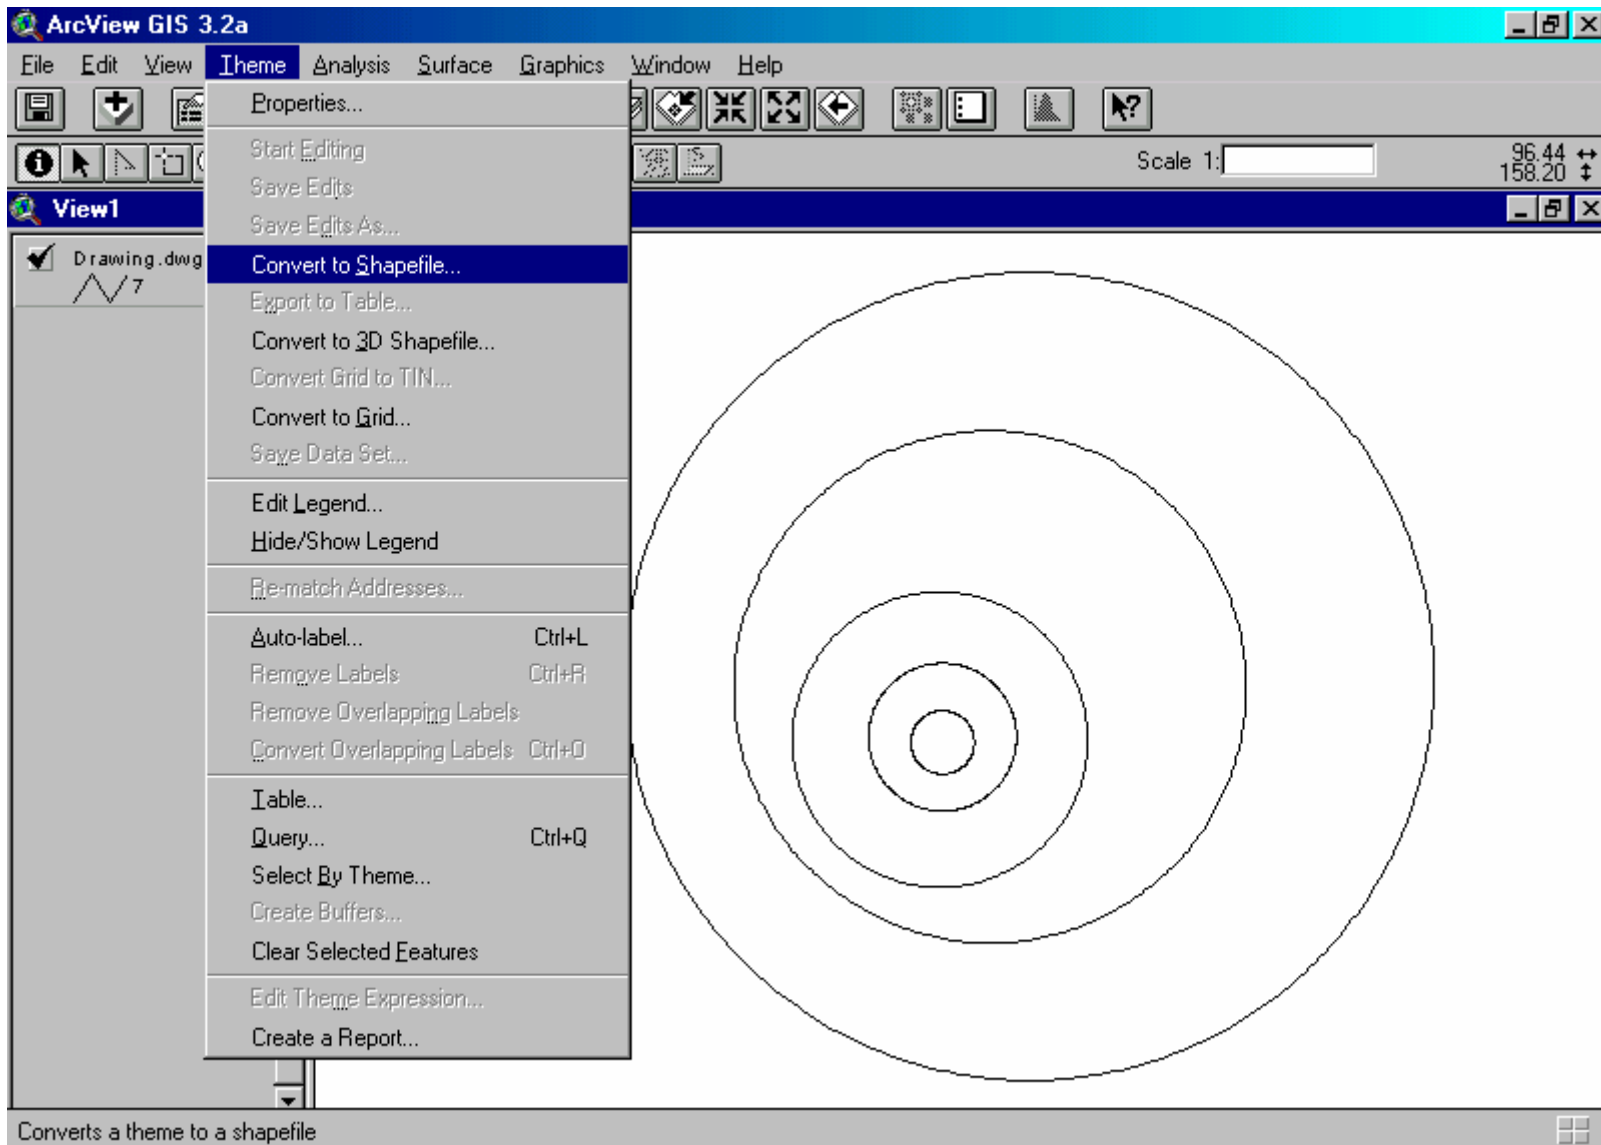 ArcView GIS 3.2a
File Edit View Theme Analysis Surface Graphics Window Help
Scale 1:
96.44
158.20
View1
Drawing.dwg
7
Properties...
Start Editing
Save Edits
Save Edits As...
Convert to Shapefile...
Export to Table...
Convert to 3D Shapefile...
Convert Grid to TIN...
Convert to Grid...
Save Data Set...
Edit Legend...
Hide/Show Legend
Re-match Addresses...
Auto-label... Ctrl+L
Remove Labels Ctrl+R
Remove Overlapping Labels
Convert Overlapping Labels Ctrl+O
Table...
Query... Ctrl+Q
Select By Theme...
Create Buffers...
Clear Selected Features
Edit Theme Expression...
Create a Report...
Converts a theme to a shapefile